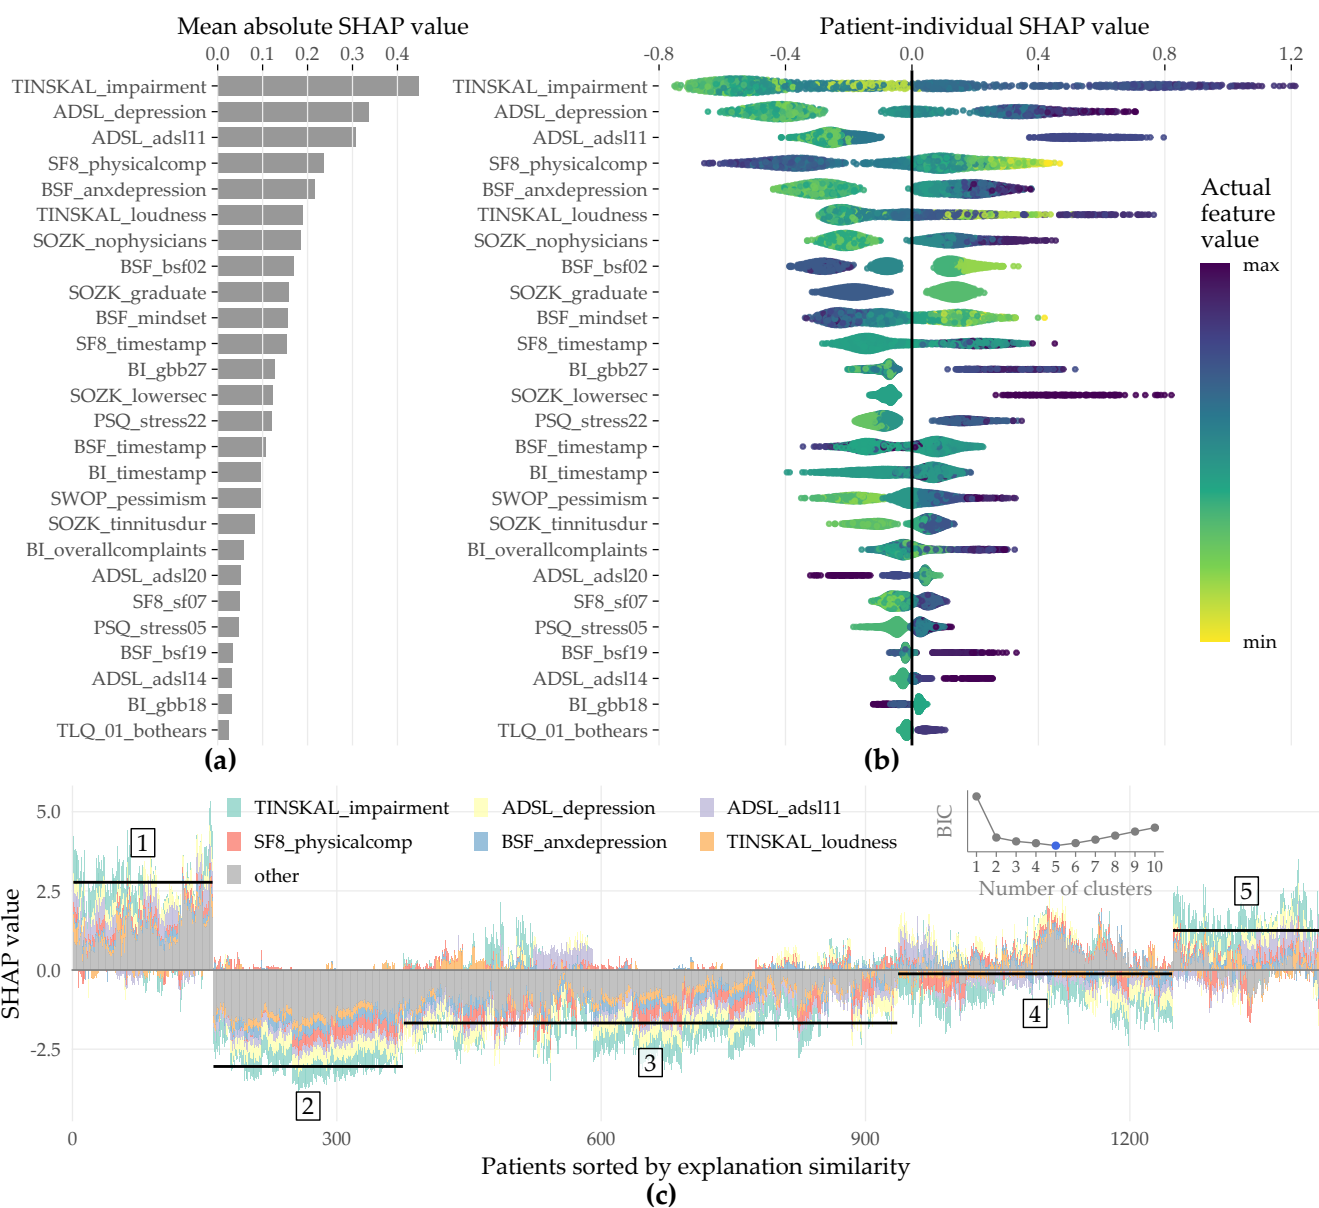 Mean absolute SHAP value
0.0 0.1 0.2 0.3 0.4
TINSKAL_impairment
ADSL_depression
ADSL_adsl11
SF8_physicalcomp
BSF_anxdepression
TINSKAL_loudness
SOZK_nophysicians
BSF_bsf02
SOZK_graduate
BSF_mindset
SF8_timestamp
BI_gbb27
SOZK_lowersec
PSQ_stress22
BSF_timestamp
BI_timestamp
SWOP_pessimism
SOZK_tinnitusdur
BI_overallcomplaints
ADSL_adsl20
SF8_sf07
PSQ_stress05
BSF_bsf19
ADSL_adsl14
BI_gbb18
TLQ_01_bothears
(a)
Patient-individual SHAP value
-0.8 -0.4 0.0 0.4 0.8 1.2
TINSKAL_impairment
ADSL_depression
ADSL_adsl11
SF8_physicalcomp
BSF_anxdepression
TINSKAL_loudness
SOZK_nophysicians
BSF_bsf02
SOZK_graduate
BSF_mindset
SF8_timestamp
BI_gbb27
SOZK_lowersec
PSQ_stress22
BSF_timestamp
BI_timestamp
SWOP_pessimism
SOZK_tinnitusdur
BI_overallcomplaints
ADSL_adsl20
SF8_sf07
PSQ_stress05
BSF_bsf19
ADSL_adsl14
BI_gbb18
TLQ_01_bothears
(b)
Actual
feature
value
max
min
SHAP value
5.0
2.5
0.0
-2.5
TINSKAL_impairment ADSL_depression ADSL_adsl11
SF8_physicalcomp BSF_anxdepression TINSKAL_loudness
other
BIC
1 2 3 4 5 6 7 8 9 10
Number of clusters
1
2
3
4
5
0 300 600 900 1200
Patients sorted by explanation similarity
(c)